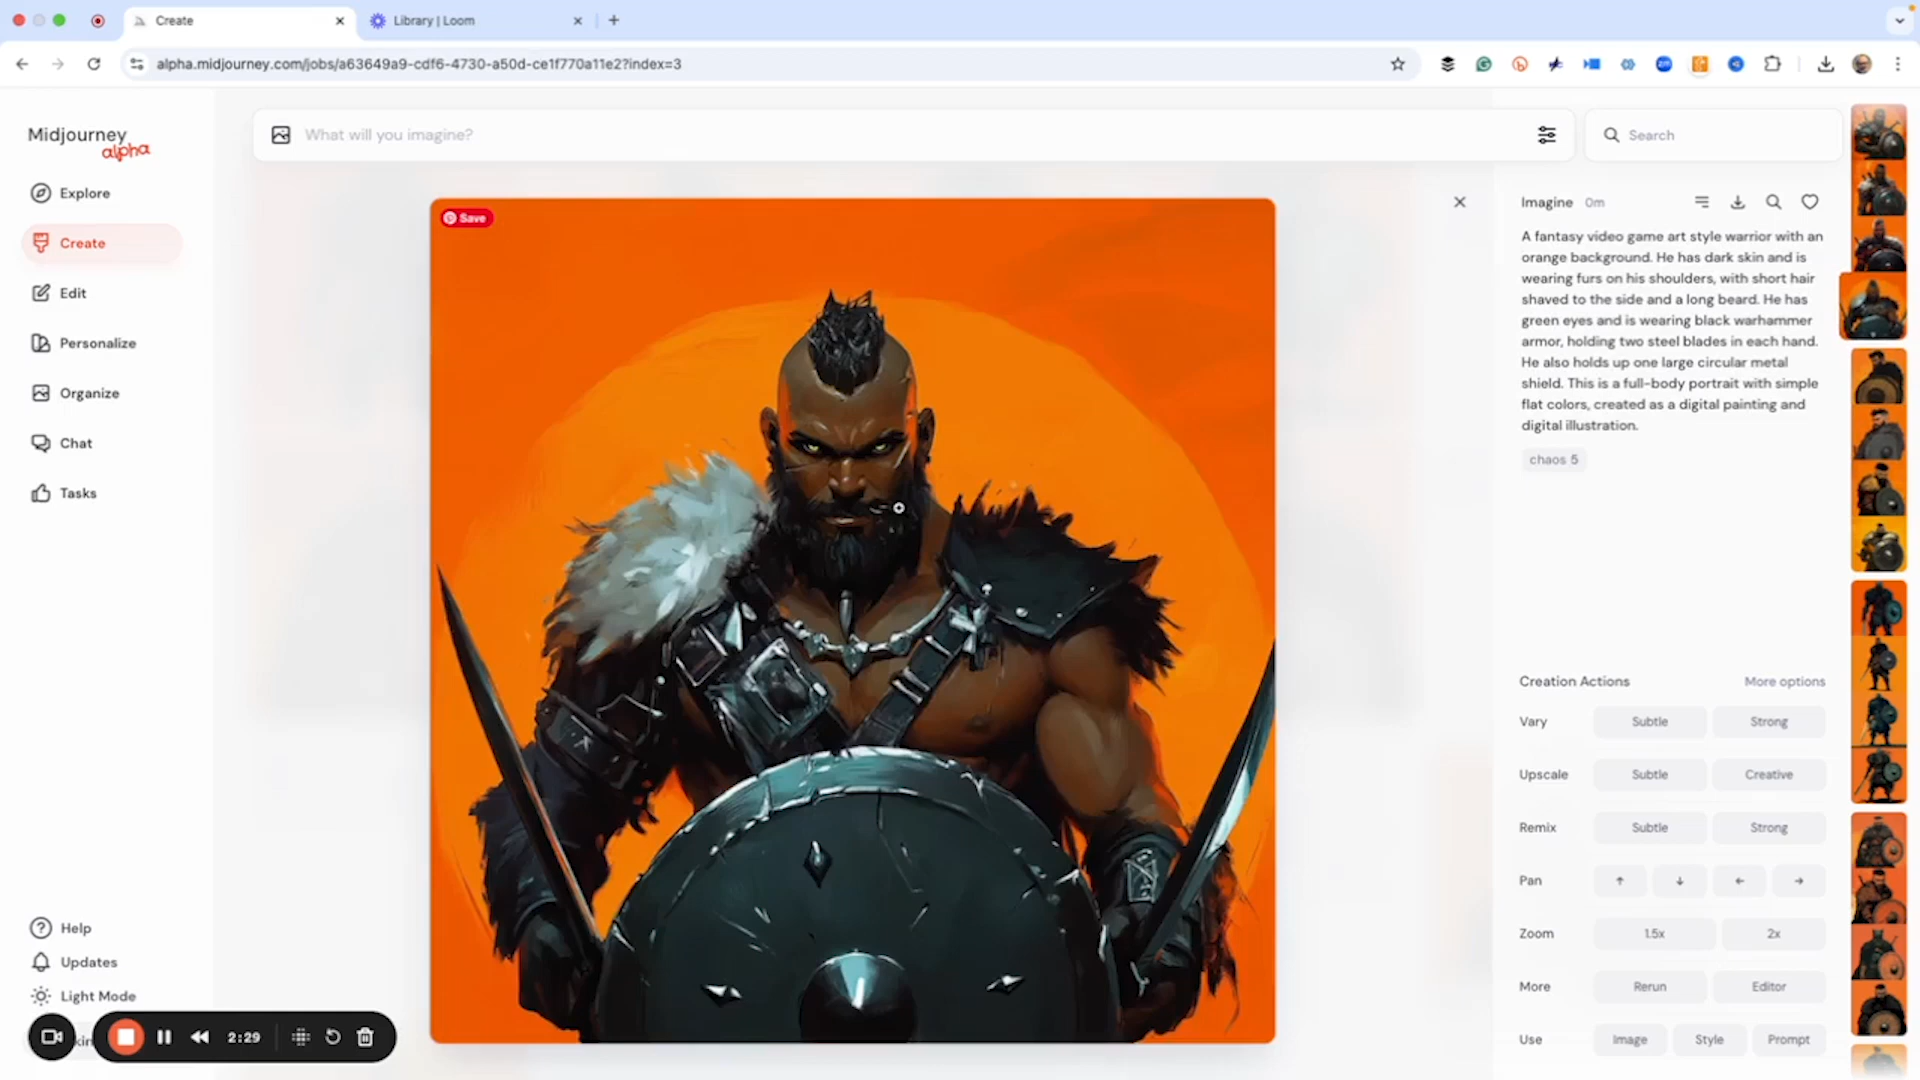 Create
Library | Loom
alpha.midjourney.com/jobs/a63649a9-cdf6-4730-a50d-ce1f770a11e2?index=3
Midjourney
alpha
What will you imagine?
Search
Explore
Create
Edit
Personalize
Organize
Chat
Tasks
Help
Updates
Light Mode
2:29
Save
Imagine 0m
A fantasy video game art style warrior with an
orange background. He has dark skin and is
wearing furs on his shoulders, with short hair
shaved to the side and a long beard. He has
green eyes and is wearing black warhammer
armor, holding two steel blades in each hand.
He also holds up one large circular metal
shield. This is a full-body portrait with simple
flat colors, created as a digital painting and
digital illustration.
chaos 5
Creation Actions More options
Vary Subtle Strong
Upscale Subtle Creative
Remix Subtle Strong
Pan
Zoom 1.5x 2x
More Rerun Editor
Use Image Style Prompt